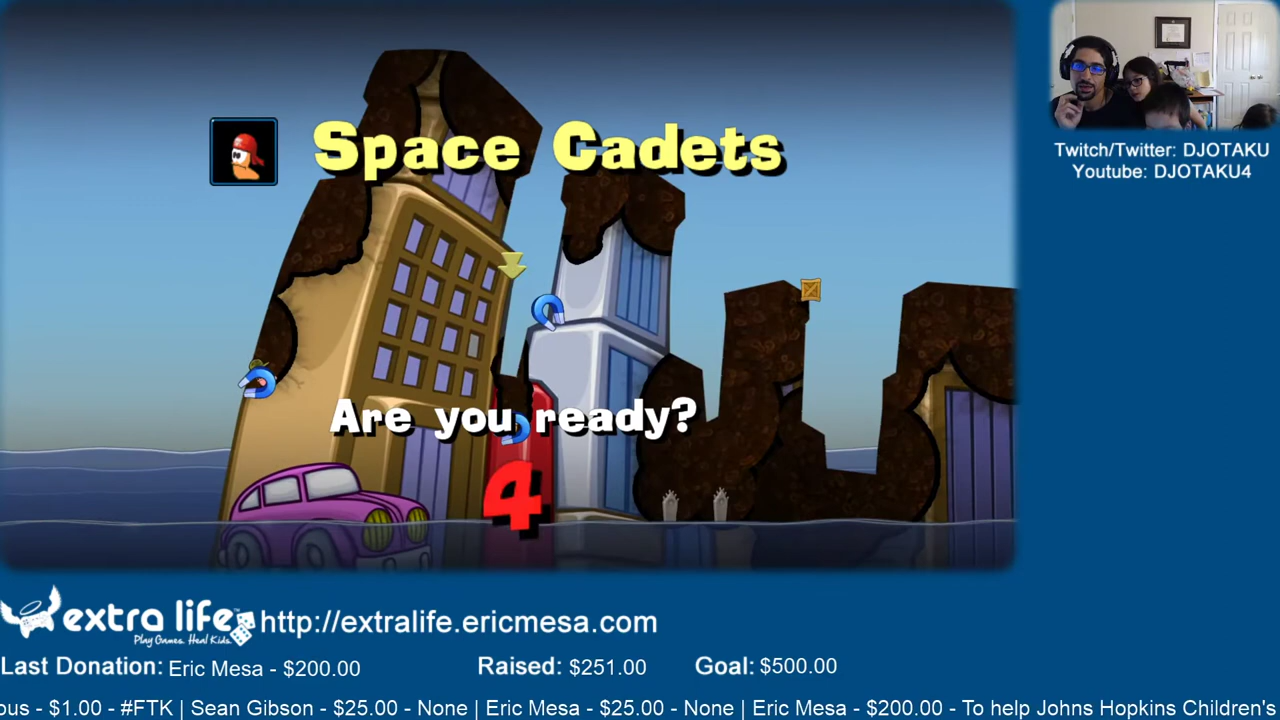 Space Cadets
Are you ready?
4
Twitch/Twitter: DJOTAKU
Youtube: DJOTAKU4
extra life
Play Games. Heal Kids.
http://extralife.ericmesa.com
Last Donation: Eric Mesa - $200.00
Raised: $251.00
Goal: $500.00
ous - $1.00 - #FTK | Sean Gibson - $25.00 - None | Eric Mesa - $25.00 - None | Eric Mesa - $200.00 - To help Johns Hopkins Children's